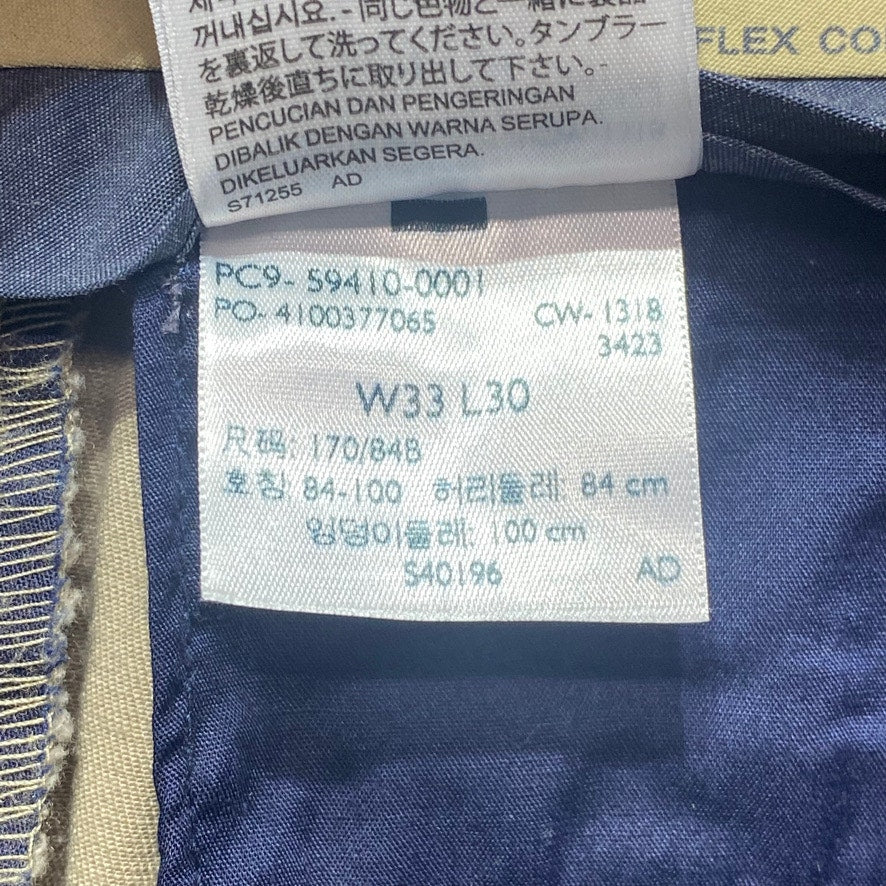 꺼내십시오. - 同じ色物と一緒に製品
を裏返して洗ってください。タンブラー
乾燥後直ちに取り出して下さい。-
PENCUCIAN DAN PENGERINGAN
DIBALIK DENGAN WARNA SERUPA.
DIKELUARKAN SEGERA.
S71255 AD
FLEX CO
PC9- 59410-0001
PO- 4100377065 CW- 1318
3423
W33 L30
尺码: 170/84B
호칭 84-100 허리둘레: 84 cm
엉덩이둘레: 100 cm
S40196 AD